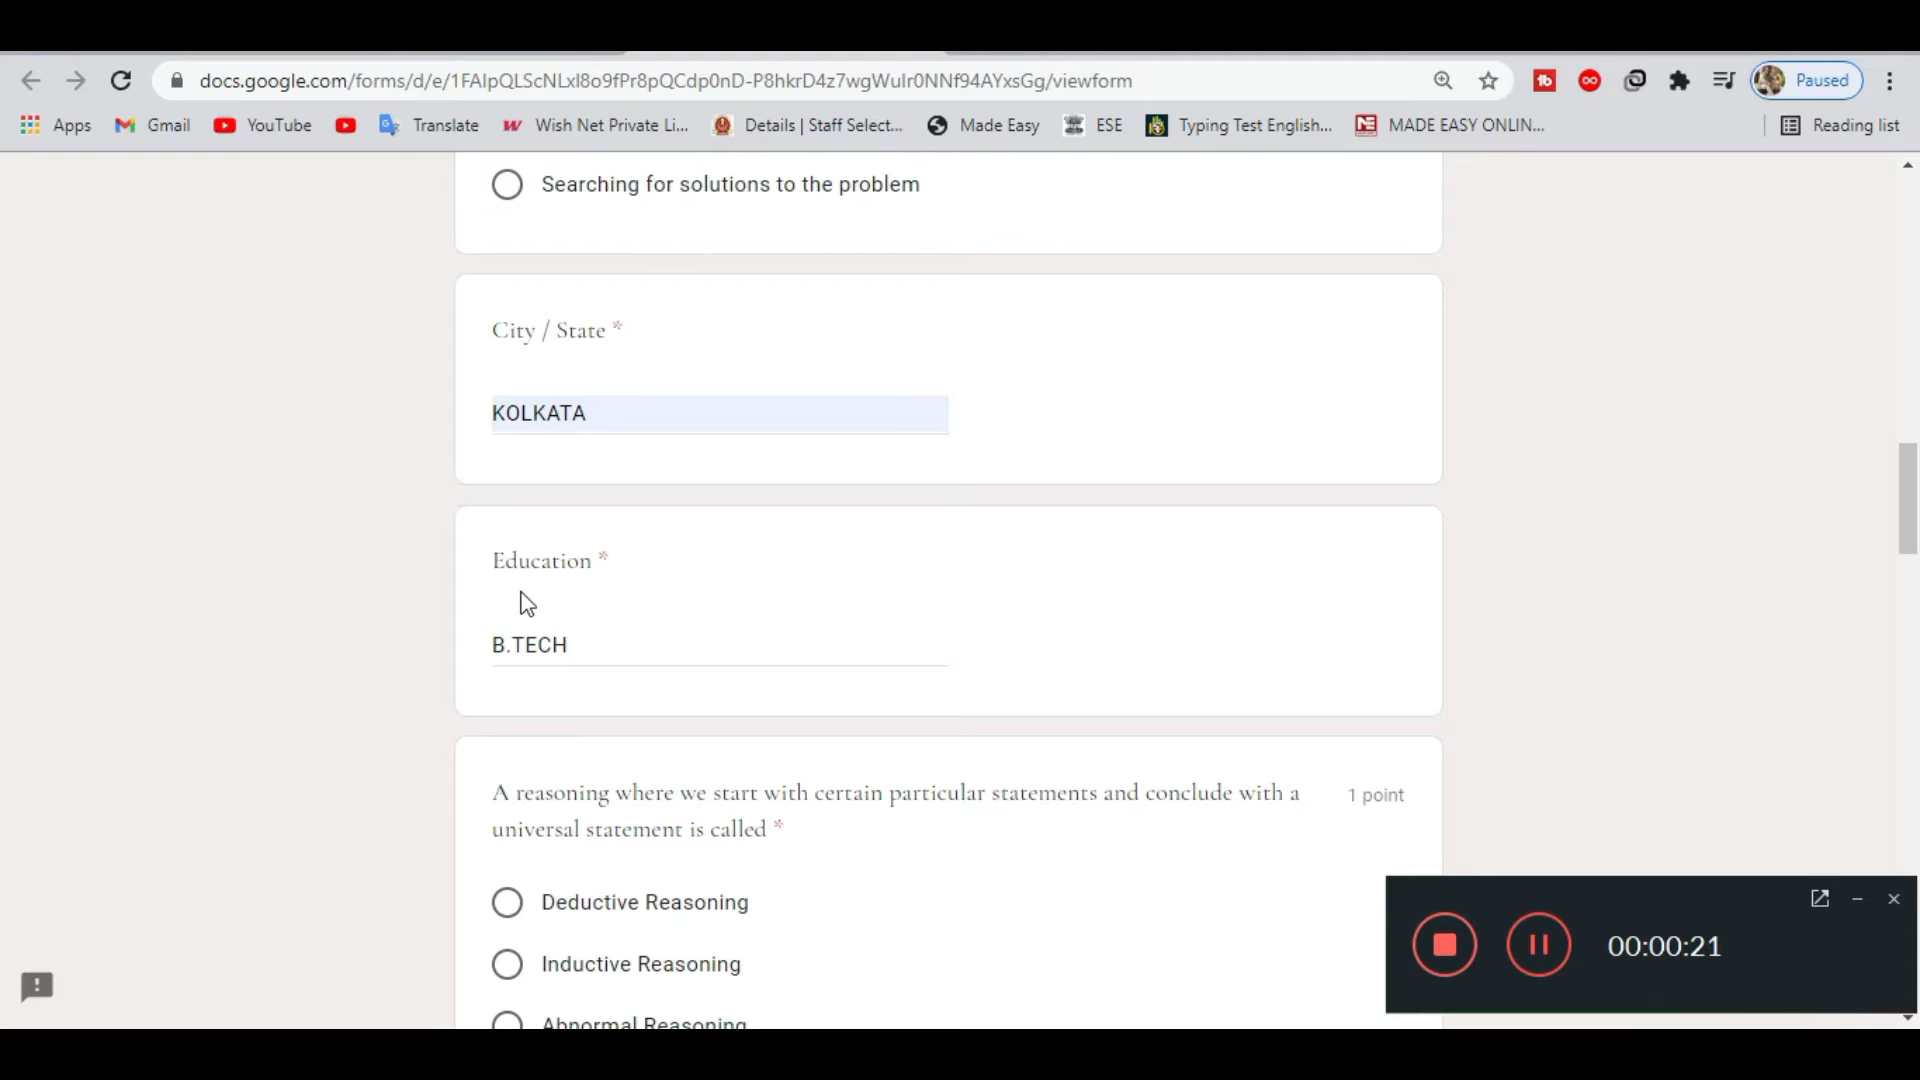 docs.google.com/forms/d/e/1FAIpQLScNLxI8o9fPr8pQCdp0nD-P8hkrD4z7wgWuIr0NNf94AYxsGg/viewform
Paused
Apps Gmail YouTube Translate Wish Net Private Li... Details | Staff Select... Made Easy ESE Typing Test English... MADE EASY ONLIN... Reading list
Searching for solutions to the problem
City / State *
KOLKATA
Education *
B.TECH
A reasoning where we start with certain particular statements and conclude with a 1 point
universal statement is called *
Deductive Reasoning
Inductive Reasoning
Abnormal Reasoning
00:00:21